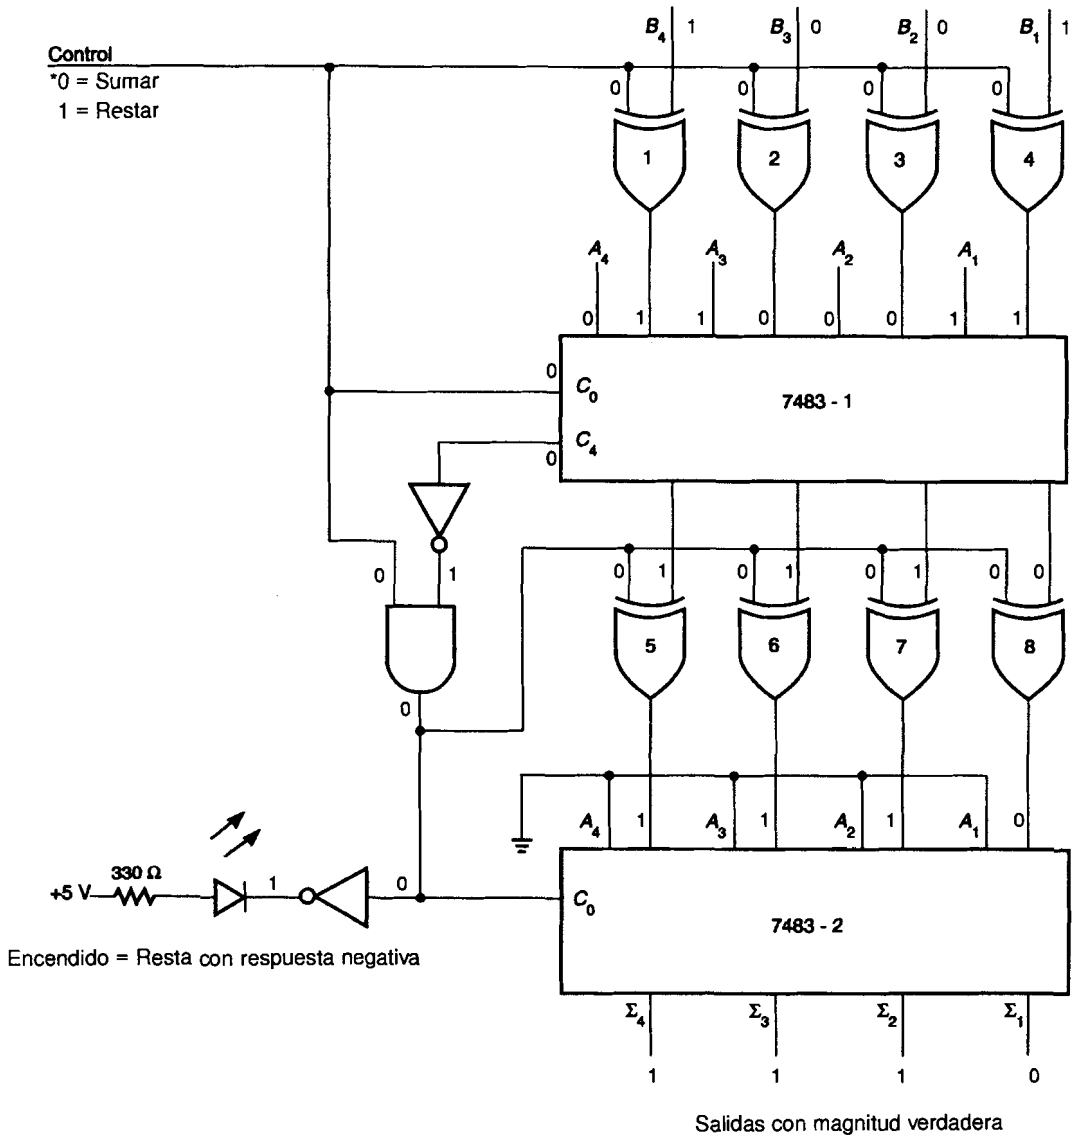 B4 1 B3 0 B2 0 B1 1
Control
*0 = Sumar
1 = Restar
0 0 0 0
1 2 3 4
A4 A3 A2 A1
0 1 1 0 0 0 1 1
0 C0
7483 - 1
C4
0
0 1
0 1 0 1 0 1 0 0
5 6 7 8
0
A4 1 A3 1 A2 1 A1 0
330 Ω
+5 V
1 0
C0
7483 - 2
Encendido = Resta con respuesta negativa
Σ4 Σ3 Σ2 Σ1
1 1 1 0
Salidas con magnitud verdadera